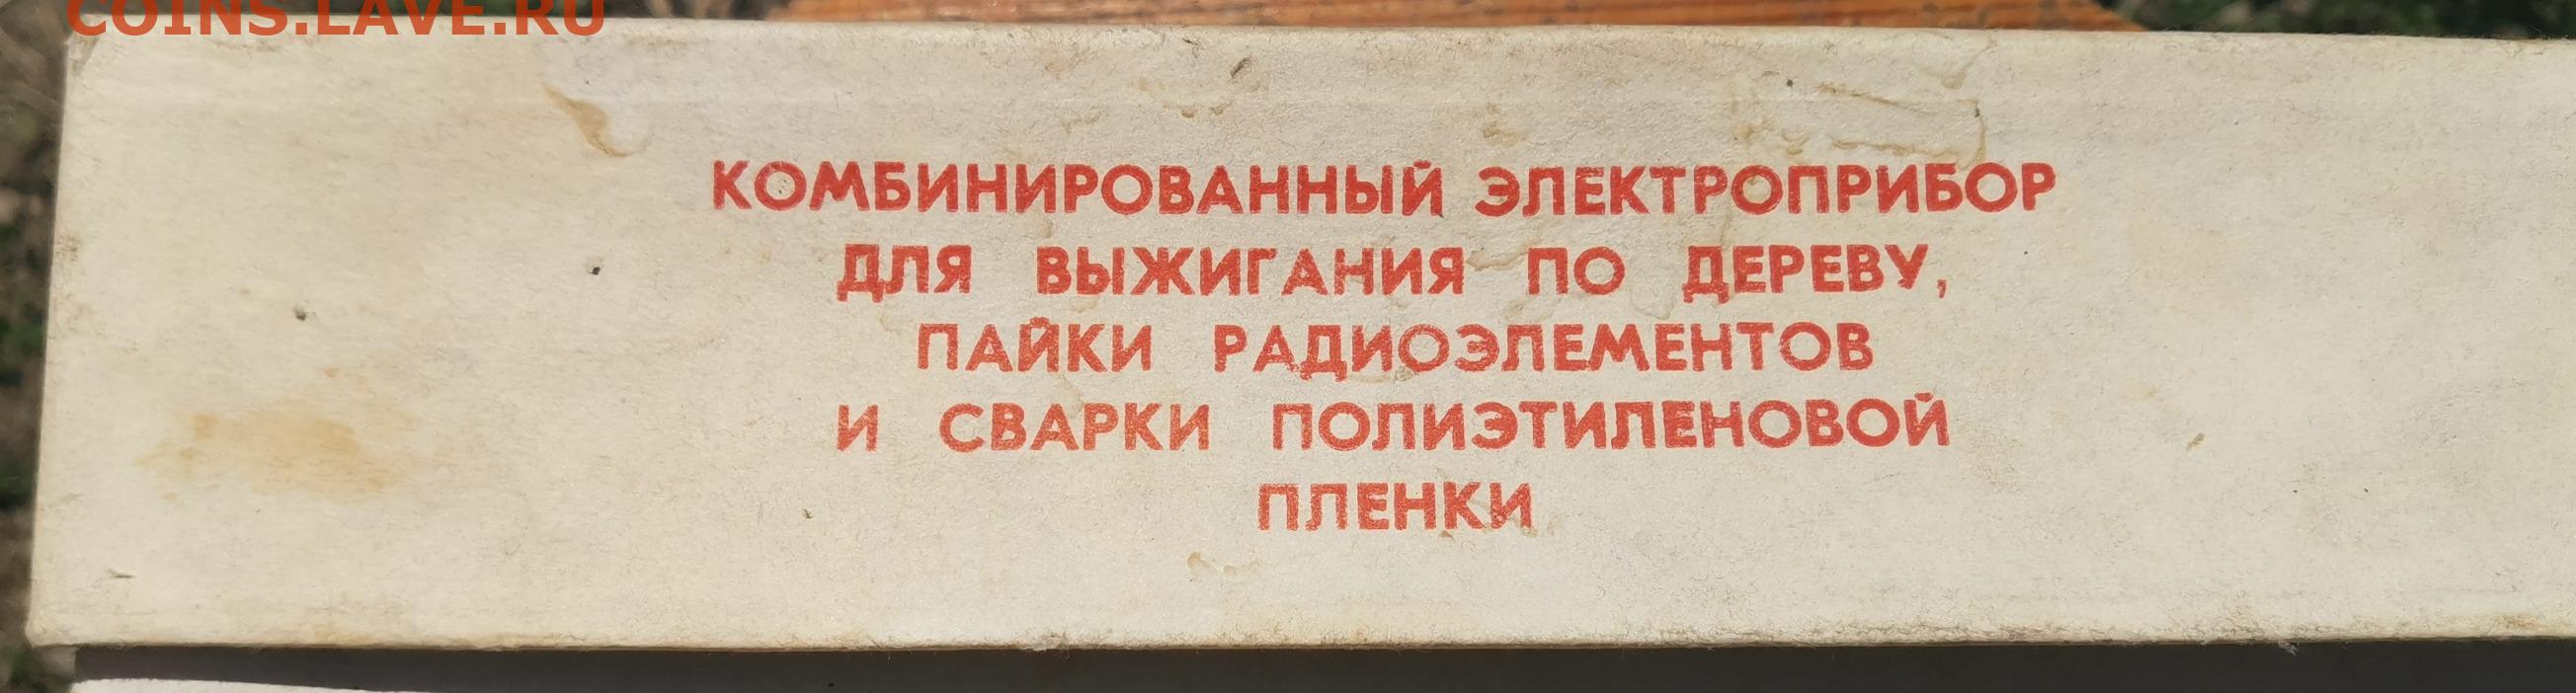 COINS.LAVE.RU
КОМБИНИРОВАННЫЙ ЭЛЕКТРОПРИБОР
ДЛЯ ВЫЖИГАНИЯ ПО ДЕРЕВУ,
ПАЙКИ РАДИОЭЛЕМЕНТОВ
И СВАРКИ ПОЛИЭТИЛЕНОВОЙ
ПЛЕНКИ